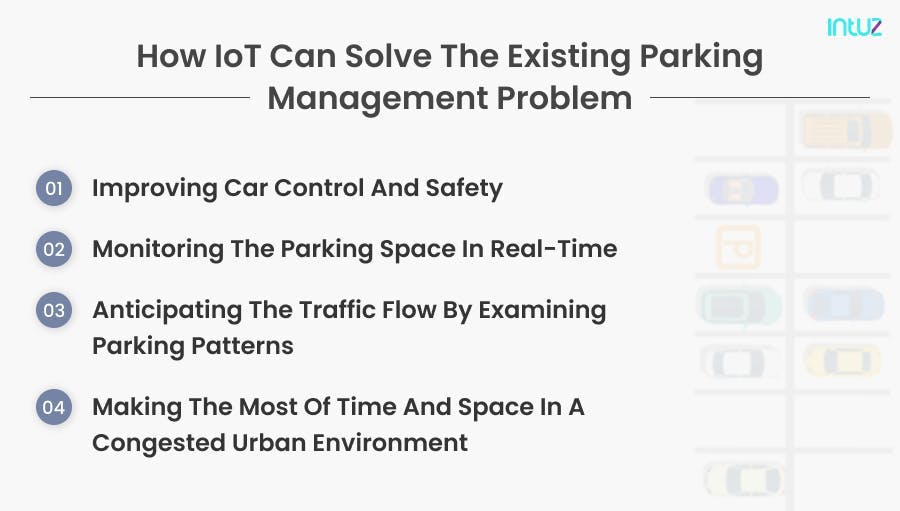 INTUZ
How IoT Can Solve The Existing Parking
Management Problem
01 Improving Car Control And Safety
02 Monitoring The Parking Space In Real-Time
03 Anticipating The Traffic Flow By Examining
Parking Patterns
04 Making The Most Of Time And Space In A
Congested Urban Environment
P